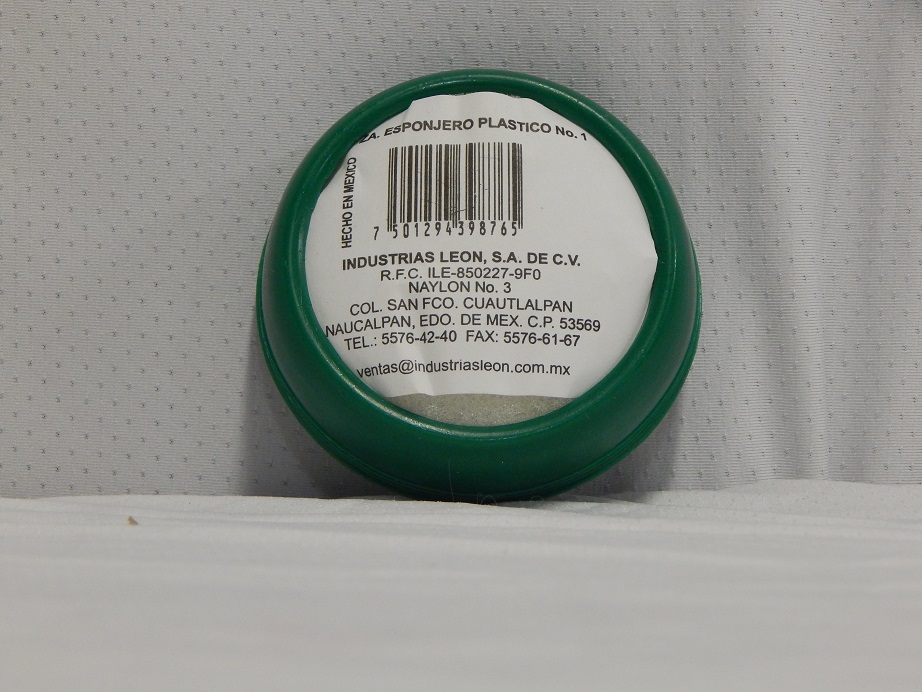 ZA. ESPONJERO PLASTICO No. 1
HECHO EN MEXICO
7 501294 398765
INDUSTRIAS LEON, S.A. DE C.V.
R.F.C. ILE-850227-9F0
NAYLON No. 3
COL. SAN FCO. CUAUTLALPAN
NAUCALPAN, EDO. DE MEX. C.P. 53569
TEL.: 5576-42-40 FAX: 5576-61-67
ventas@industriasleon.com.mx